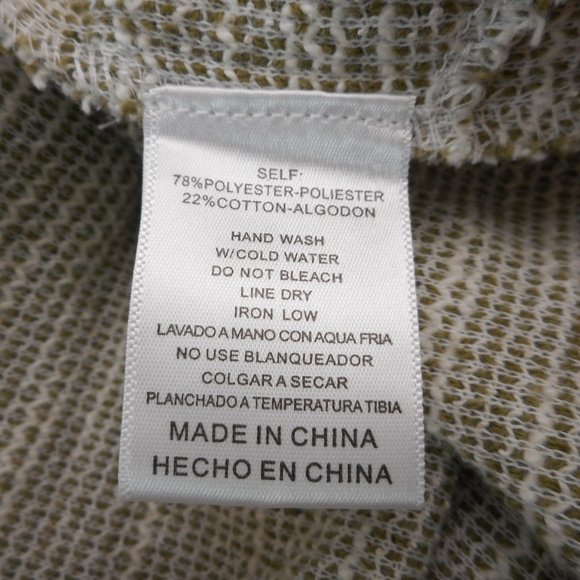 SELF:
78%POLYESTER-POLIESTER
22%COTTON-ALGODON
HAND WASH
W/COLD WATER
DO NOT BLEACH
LINE DRY
IRON LOW
LAVADO A MANO CON AQUA FRIA
NO USE BLANQUEADOR
COLGAR A SECAR
PLANCHADO A TEMPERATURA TIBIA
MADE IN CHINA
HECHO EN CHINA